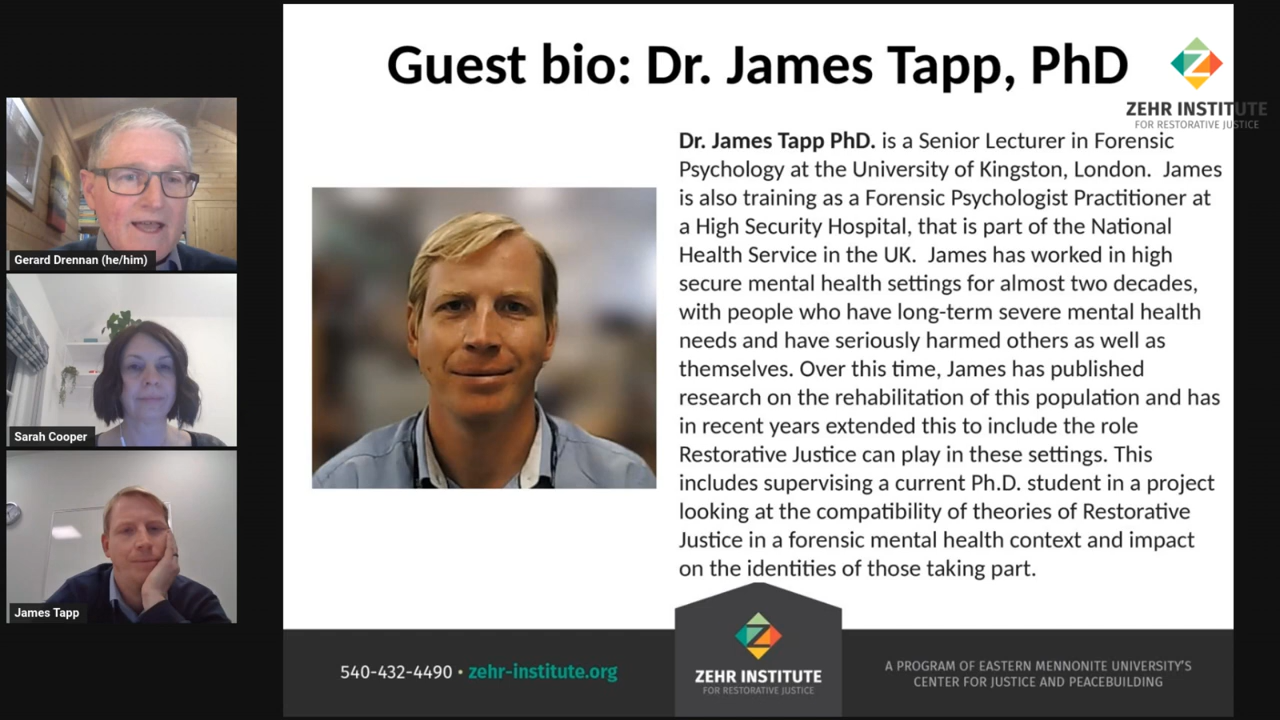 Guest bio: Dr. James Tapp, PhD
ZEHR INSTITUTE
FOR RESTORATIVE JUSTICE
Dr. James Tapp PhD. is a Senior Lecturer in Forensic
Psychology at the University of Kingston, London.  James
is also training as a Forensic Psychologist Practitioner at
a High Security Hospital, that is part of the National
Health Service in the UK.  James has worked in high
secure mental health settings for almost two decades,
with people who have long-term severe mental health
needs and have seriously harmed others as well as
themselves. Over this time, James has published
research on the rehabilitation of this population and has
in recent years extended this to include the role
Restorative Justice can play in these settings. This
includes supervising a current Ph.D. student in a project
looking at the compatibility of theories of Restorative
Justice in a forensic mental health context and impact
on the identities of those taking part.
Gerard Drennan (he/him)
Sarah Cooper
James Tapp
540-432-4490 • zehr-institute.org
ZEHR INSTITUTE
FOR RESTORATIVE JUSTICE
A PROGRAM OF EASTERN MENNONITE UNIVERSITY'S
CENTER FOR JUSTICE AND PEACEBUILDING